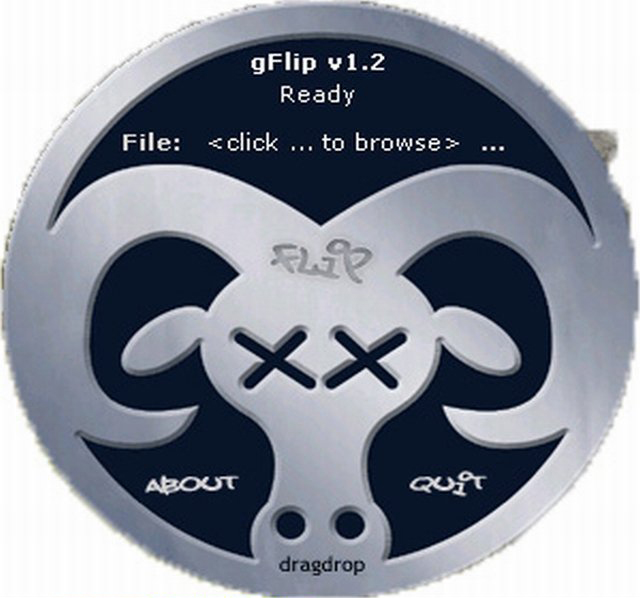 gFlip v1.2
Ready
File: <click ... to browse> ...
FLiP
ABOUT QUiT
dragdrop